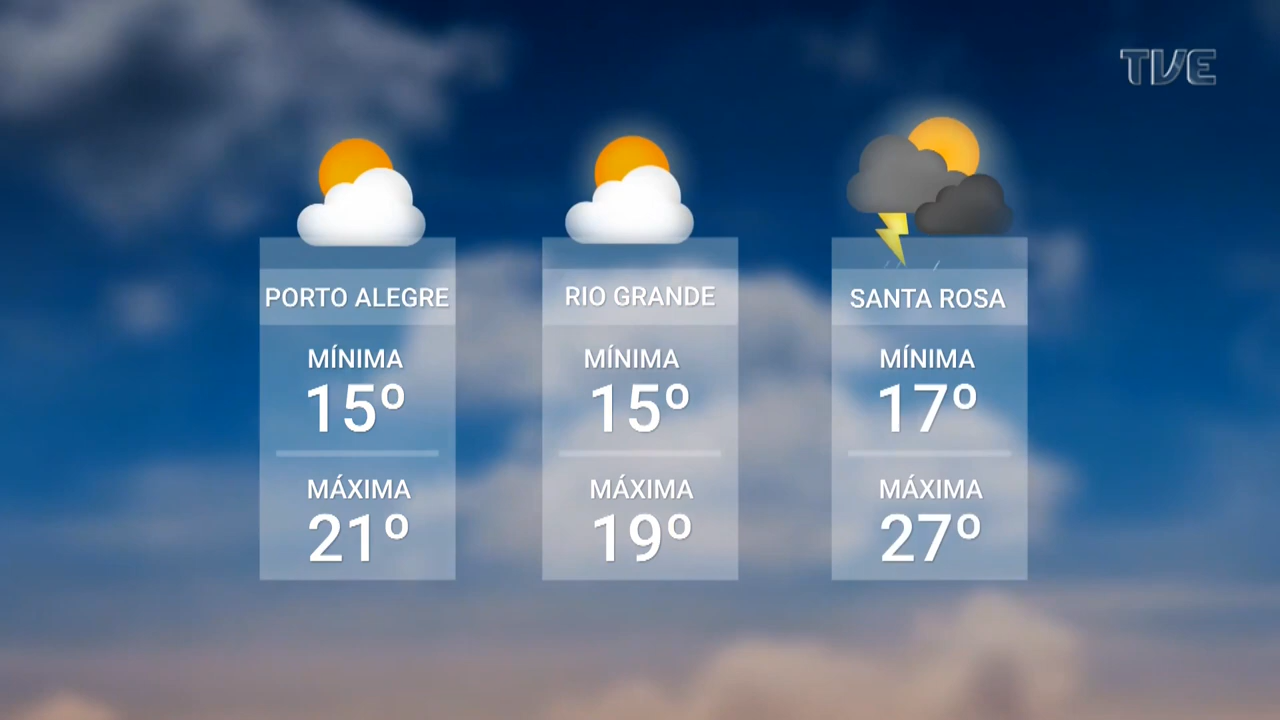 TVE
PORTO ALEGRE
MÍNIMA
15º
MÁXIMA
21º
RIO GRANDE
MÍNIMA
15º
MÁXIMA
19º
SANTA ROSA
MÍNIMA
17º
MÁXIMA
27º